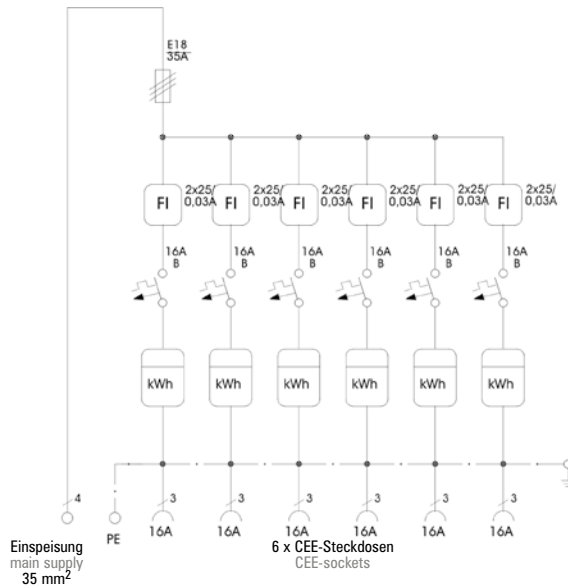 E18
35A
FI 2x25/ 0,03A FI 2x25/ 0,03A FI 2x25/ 0,03A FI 2x25/ 0,03A FI 2x25/ 0,03A FI 2x25/ 0,03A
16A 16A 16A 16A 16A 16A
B B B B B B
kWh kWh kWh kWh kWh kWh
4 3 3 3 3 3 3
PE 16A 16A 16A 16A 16A 16A
Einspeisung 6 x CEE-Steckdosen
main supply CEE-sockets
35 mm²